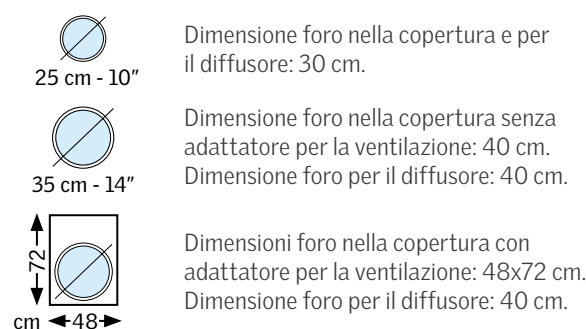 25 cm - 10″
Dimensione foro nella copertura e per
il diffusore: 30 cm.
35 cm - 14″
Dimensione foro nella copertura senza
adattatore per la ventilazione: 40 cm.
Dimensione foro per il diffusore: 40 cm.
72
cm 48
Dimensioni foro nella copertura con
adattatore per la ventilazione: 48x72 cm.
Dimensione foro per il diffusore: 40 cm.